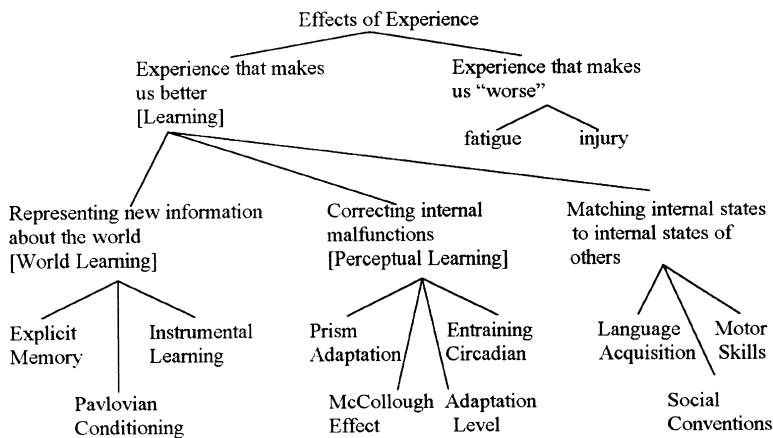 Effects of Experience
Experience that makes
us better
[Learning]
Experience that makes
us “worse”
fatigue
injury
Representing new information
about the world
[World Learning]
Correcting internal
malfunctions
[Perceptual Learning]
Matching internal states
to internal states of
others
Explicit
Memory
Instrumental
Learning
Pavlovian
Conditioning
Prism
Adaptation
Entraining
Circadian
McCollough
Effect
Adaptation
Level
Language
Acquisition
Motor
Skills
Social
Conventions